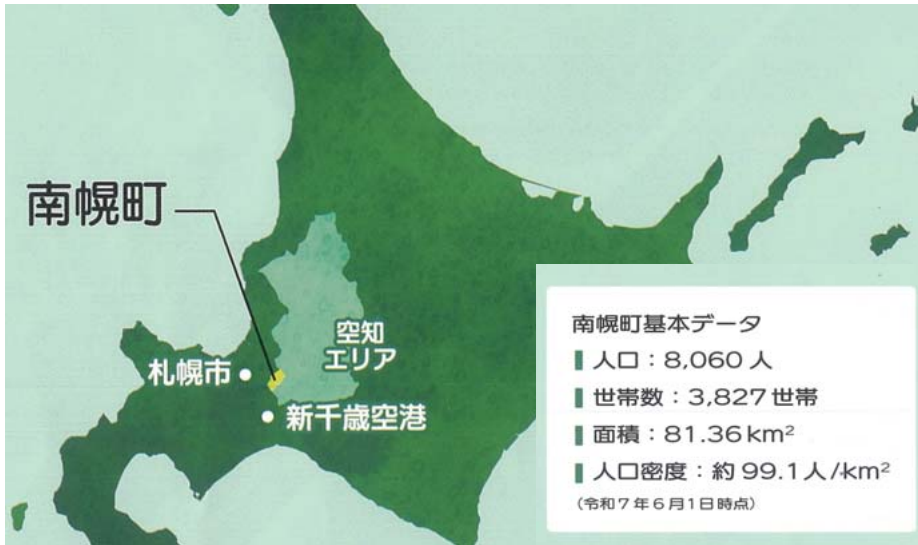 南幌町
空知
エリア
札幌市
新千歳空港
南幌町基本データ
人口：8,060人
世帯数：3,827世帯
面積：81.36km²
人口密度：約99.1人/km²
（令和7年6月1日時点）